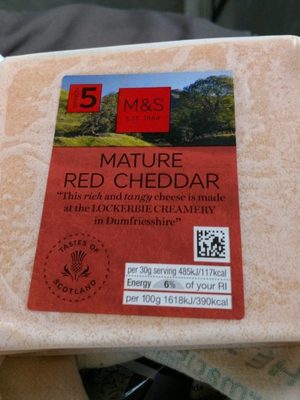 STRENGTH
5
M&S
EST. 1884
MATURE
RED CHEDDAR
“This rich and tangy cheese is made
at the LOCKERBIE CREAMERY
in Dumfriesshire”
TASTES OF
SCOTLAND
per 30g serving 485kJ/117kcal
Energy 6% of your RI
per 100g 1618kJ/390kcal